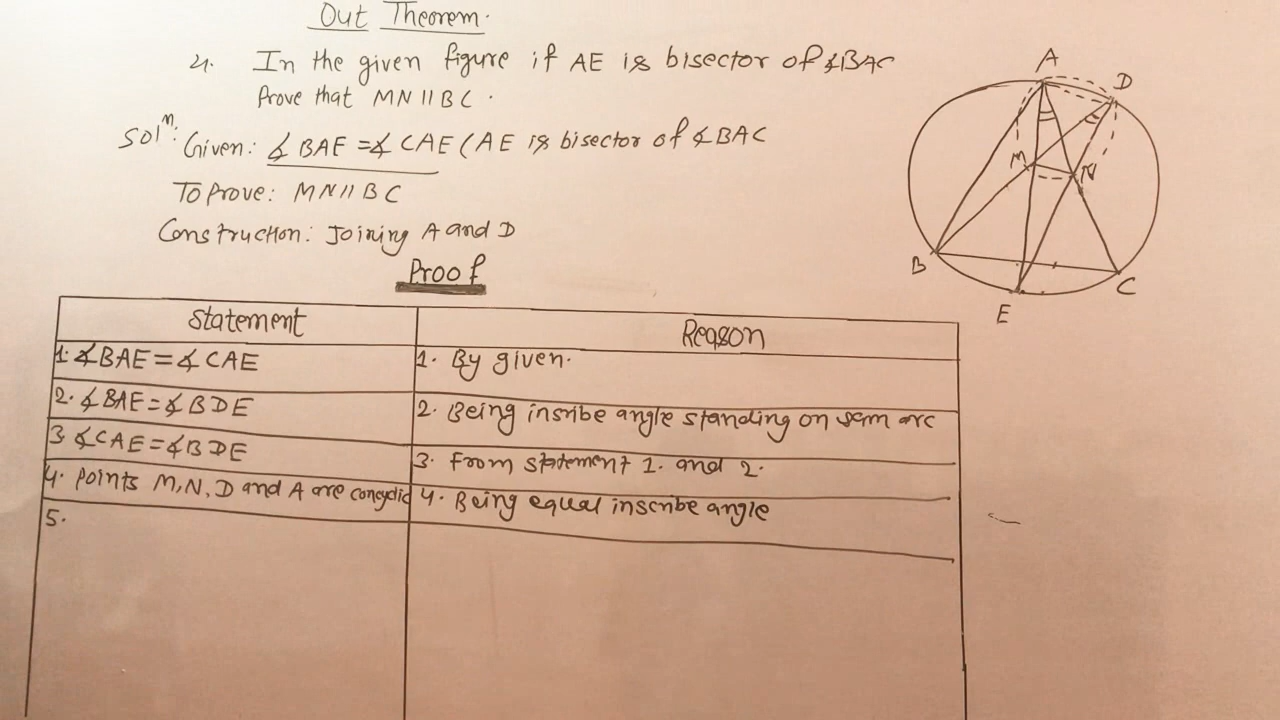 Out Theorem.
4. In the given figure if AE is bisector of ∡BAC
Prove that MN//BC.
Solⁿ: Given: ∡BAE=∡CAE (AE is bisector of ∡BAC
To Prove: MN//BC
Construction: Joining A and D
Proof
Statement
Reason
1. ∡BAE=∡CAE
1. By given.
2. ∡BAE=∡BDE
2. Being insribe angle standing on sam arc
3 ∡CAE=∡BDE
3. From statement 1. and 2.
4. Points M,N,D and A are concyclic
4. Being equal inscribe angle
5.
A
D
M
N
B
C
E